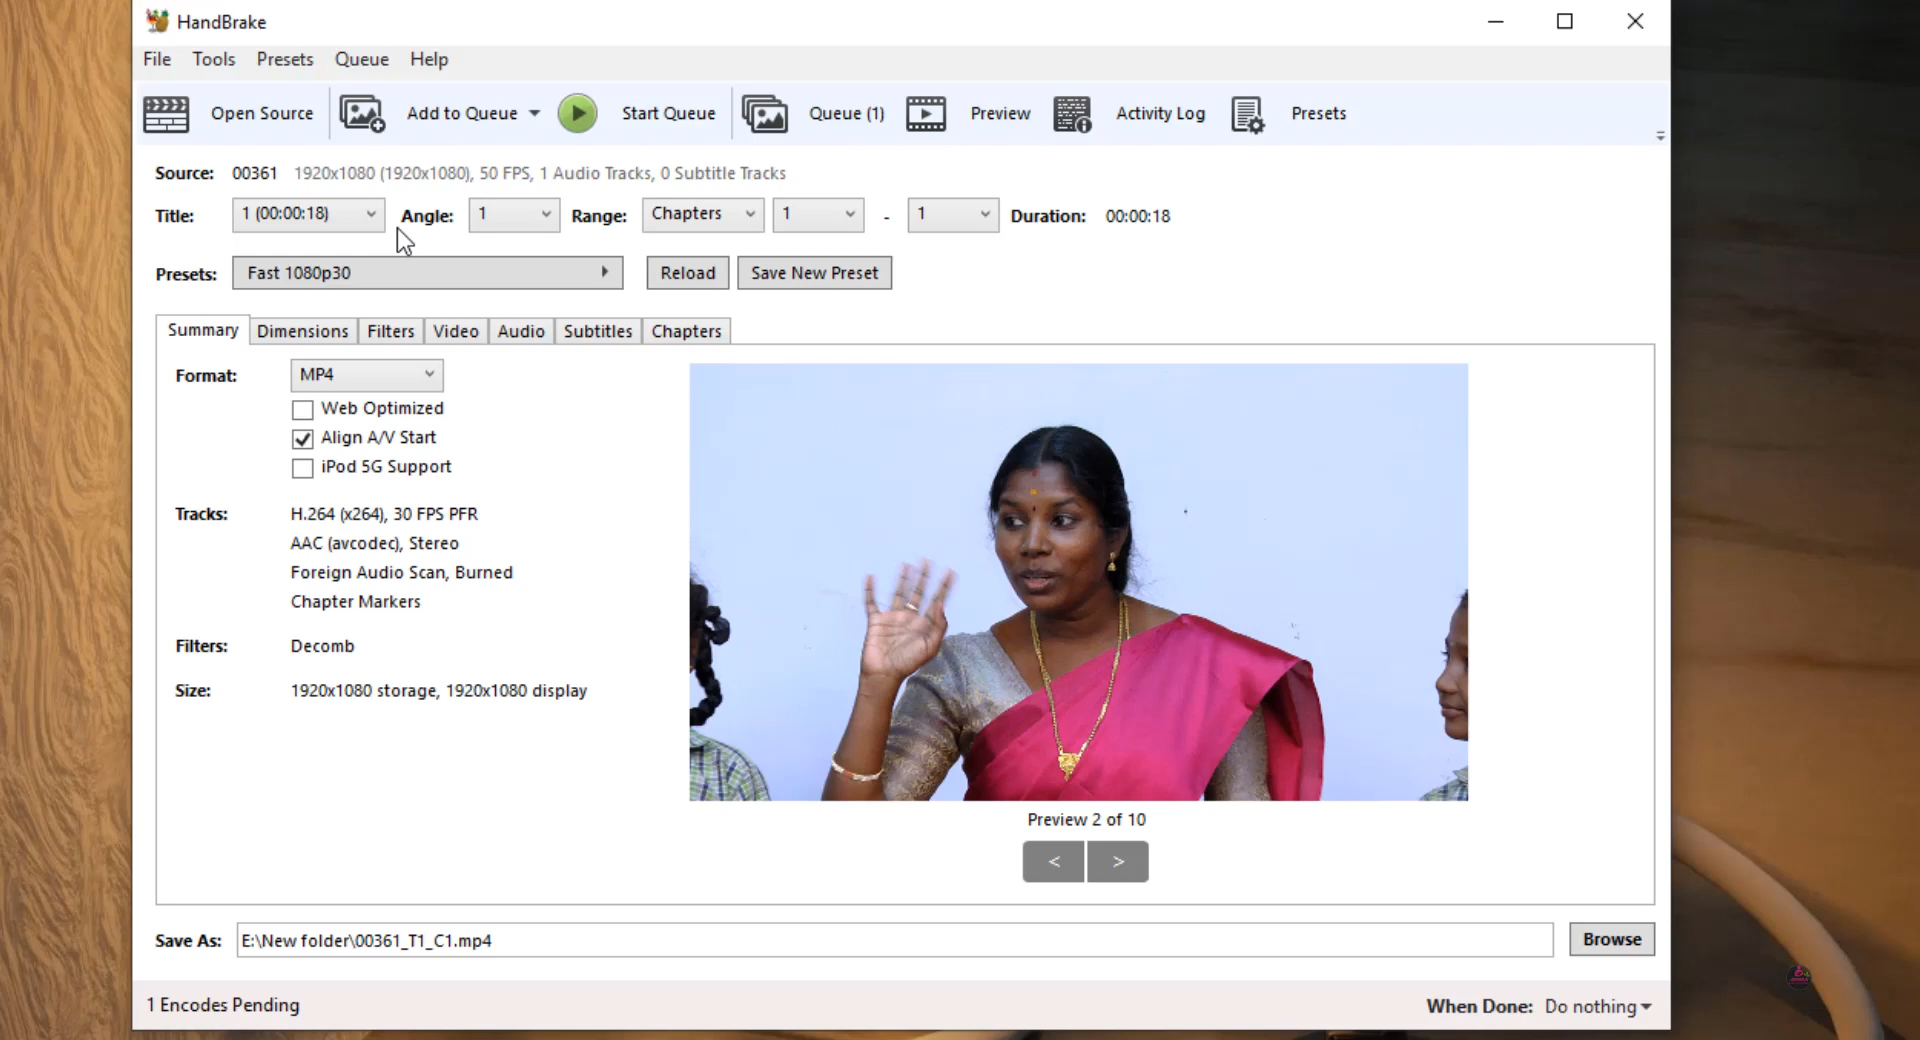 HandBrake
File Tools Presets Queue Help
Open Source Add to Queue Start Queue Queue (1) Preview Activity Log Presets
Source: 00361 1920x1080 (1920x1080), 50 FPS, 1 Audio Tracks, 0 Subtitle Tracks
Title: 1 (00:00:18) Angle: 1 Range: Chapters 1 - 1 Duration: 00:00:18
Presets: Fast 1080p30 Reload Save New Preset
Summary Dimensions Filters Video Audio Subtitles Chapters
Format: MP4
Web Optimized
Align A/V Start
iPod 5G Support
Tracks: H.264 (x264), 30 FPS PFR
AAC (avcodec), Stereo
Foreign Audio Scan, Burned
Chapter Markers
Filters: Decomb
Size: 1920x1080 storage, 1920x1080 display
Preview 2 of 10
< >
Save As: E:\New folder\00361_T1_C1.mp4 Browse
1 Encodes Pending When Done: Do nothing